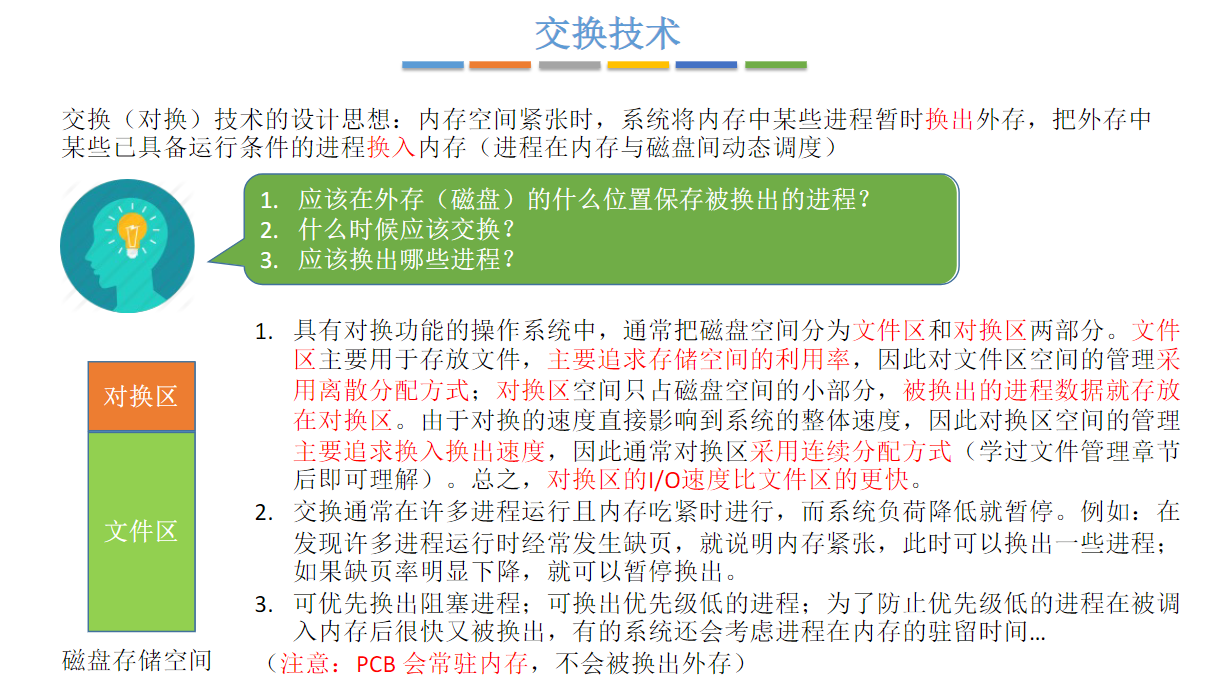 交换技术
交换（对换）技术的设计思想：内存空间紧张时，系统将内存中某些进程暂时换出外存，把外存中
某些已具备运行条件的进程换入内存（进程在内存与磁盘间动态调度）
1. 应该在外存（磁盘）的什么位置保存被换出的进程？
2. 什么时候应该交换？
3. 应该换出哪些进程？
1. 具有对换功能的操作系统中，通常把磁盘空间分为文件区和对换区两部分。文件
区主要用于存放文件，主要追求存储空间的利用率，因此对文件区空间的管理采
用离散分配方式；对换区空间只占磁盘空间的小部分，被换出的进程数据就存放
在对换区。由于对换的速度直接影响到系统的整体速度，因此对换区空间的管理
主要追求换入换出速度，因此通常对换区采用连续分配方式（学过文件管理章节
后即可理解）。总之，对换区的I/O速度比文件区的更快。
2. 交换通常在许多进程运行且内存吃紧时进行，而系统负荷降低就暂停。例如：在
发现许多进程运行时经常发生缺页，就说明内存紧张，此时可以换出一些进程；
如果缺页率明显下降，就可以暂停换出。
3. 可优先换出阻塞进程；可换出优先级低的进程；为了防止优先级低的进程在被调
入内存后很快又被换出，有的系统还会考虑进程在内存的驻留时间…
（注意：PCB 会常驻内存，不会被换出外存）
对换区
文件区
磁盘存储空间